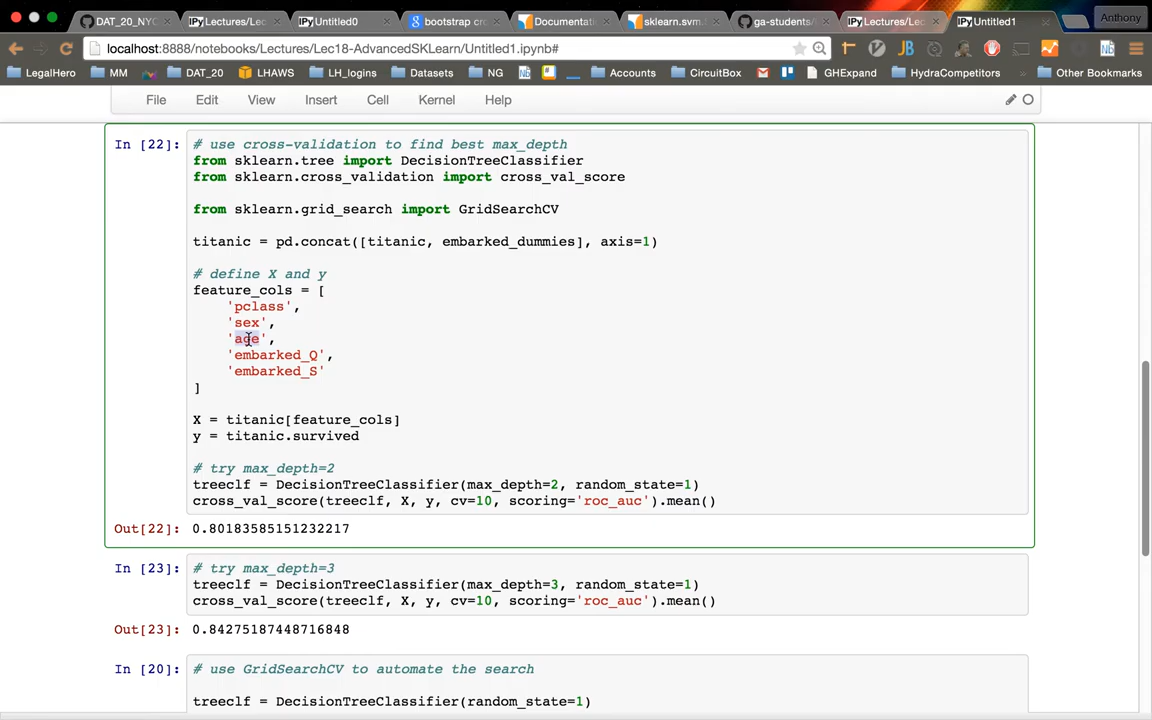 DAT_20_NYC
IPy Lectures/Lec
IPy Untitled0
bootstrap cro
Documentati
sklearn.svm.
ga-students/
IPy Lectures/Lec
IPy Untitled1
Anthony
localhost:8888/notebooks/Lectures/Lec18-AdvancedSKLearn/Untitled1.ipynb#
LegalHero MM DAT_20 LHAWS LH_logins Datasets NG Nb Accounts CircuitBox GHExpand HydraCompetitors Other Bookmarks
File Edit View Insert Cell Kernel Help
In [22]: # use cross-validation to find best max_depth
from sklearn.tree import DecisionTreeClassifier
from sklearn.cross_validation import cross_val_score
from sklearn.grid_search import GridSearchCV
titanic = pd.concat([titanic, embarked_dummies], axis=1)
# define X and y
feature_cols = [
'pclass',
'sex',
'age',
'embarked_Q',
'embarked_S'
]
X = titanic[feature_cols]
y = titanic.survived
# try max_depth=2
treeclf = DecisionTreeClassifier(max_depth=2, random_state=1)
cross_val_score(treeclf, X, y, cv=10, scoring='roc_auc').mean()
Out[22]: 0.80183585151232217
In [23]: # try max_depth=3
treeclf = DecisionTreeClassifier(max_depth=3, random_state=1)
cross_val_score(treeclf, X, y, cv=10, scoring='roc_auc').mean()
Out[23]: 0.84275187448716848
In [20]: # use GridSearchCV to automate the search
treeclf = DecisionTreeClassifier(random_state=1)